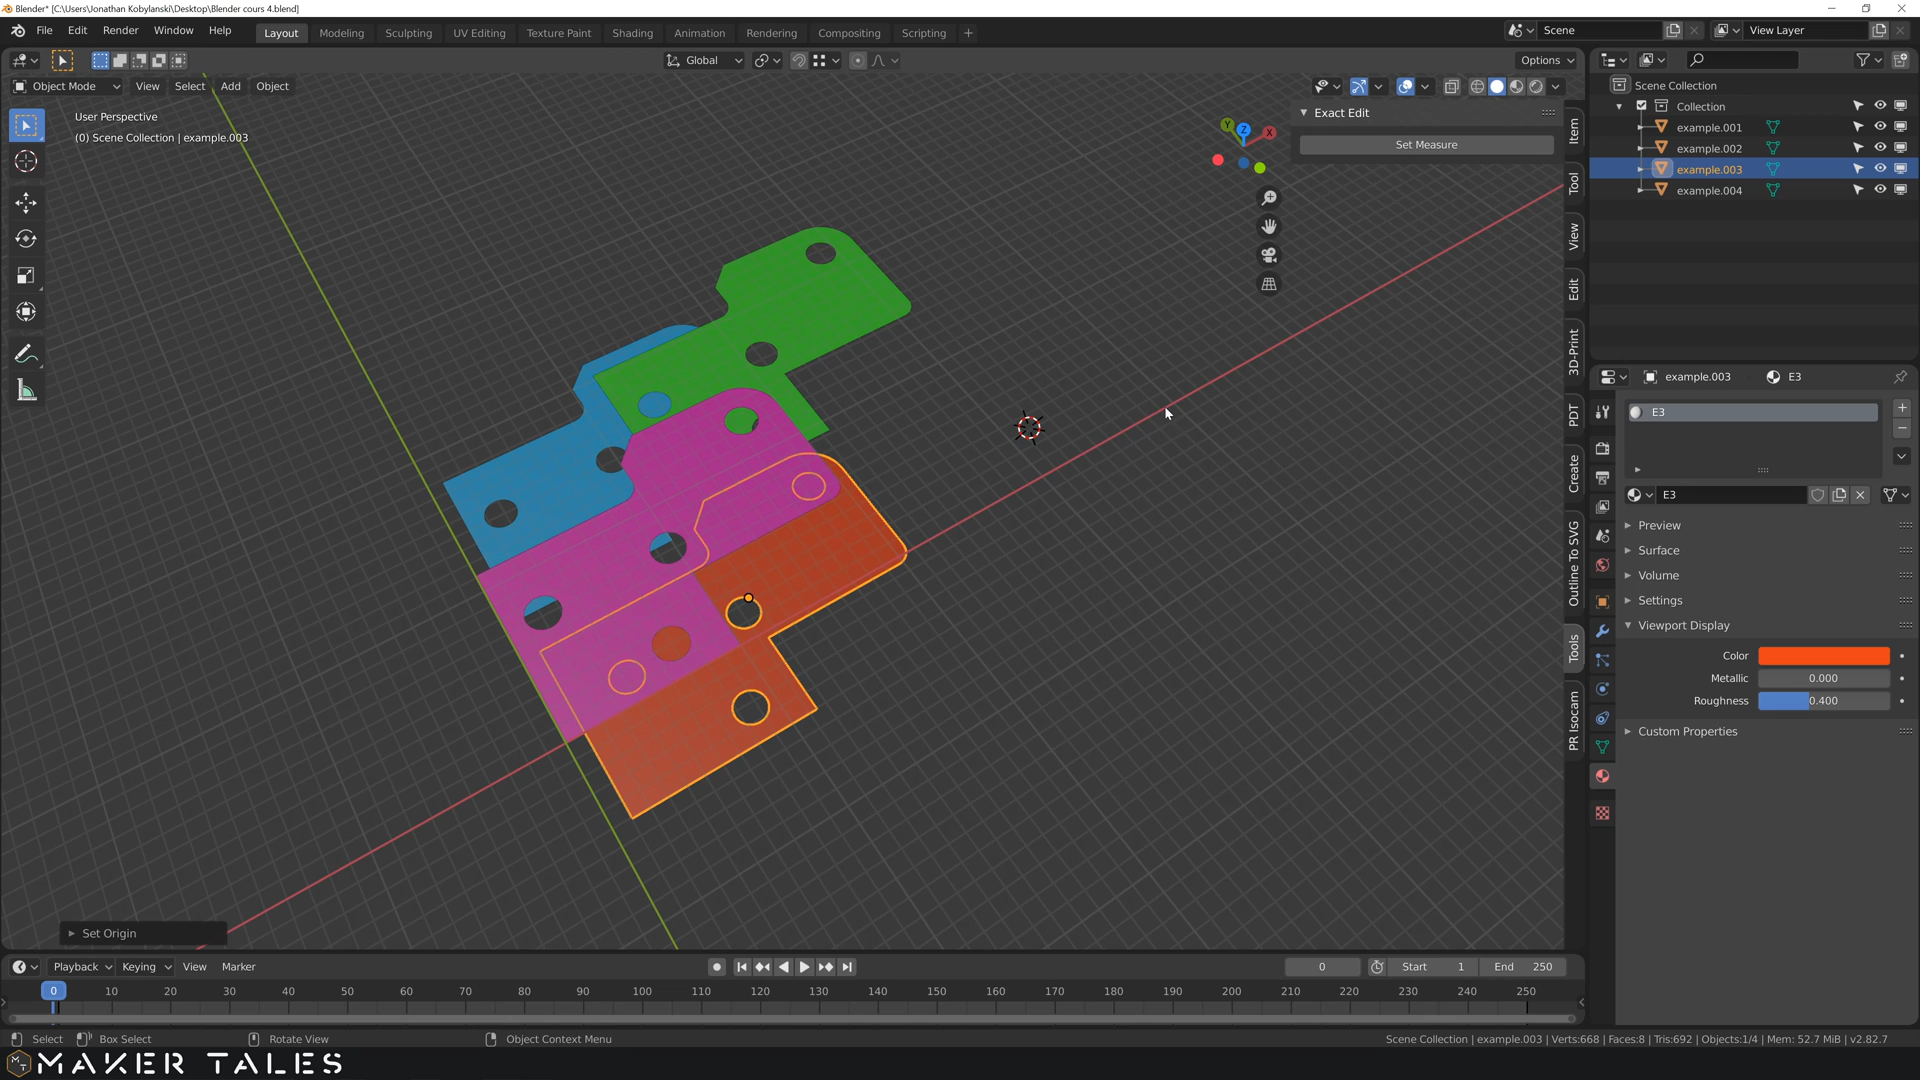 Blender* [C:\Users\Jonathan Kobylanski\Desktop\Blender cours 4.blend]
File Edit Render Window Help Layout Modeling Sculpting UV Editing Texture Paint Shading Animation Rendering Compositing Scripting + Scene View Layer
Global Options
Object Mode View Select Add Object
User Perspective
(0) Scene Collection | example.003
Exact Edit
Set Measure
Y Z X
Item
Tool
View
Edit
3D-Print
PDT
Create
Outline To SVG
Tools
PR Isocam
Scene Collection
Collection
example.001
example.002
example.003
example.004
example.003 E3
E3
E3
Preview
Surface
Volume
Settings
Viewport Display
Color
Metallic 0.000
Roughness 0.400
Custom Properties
Set Origin
Playback Keying View Marker 0 Start 1 End 250
0 10 20 30 40 50 60 70 80 90 100 110 120 130 140 150 160 170 180 190 200 210 220 230 240 250
Select Box Select Rotate View Object Context Menu Scene Collection | example.003 | Verts:668 | Faces:8 | Tris:692 | Objects:1/4 | Mem: 52.7 MiB | v2.82.7
MAKER TALES